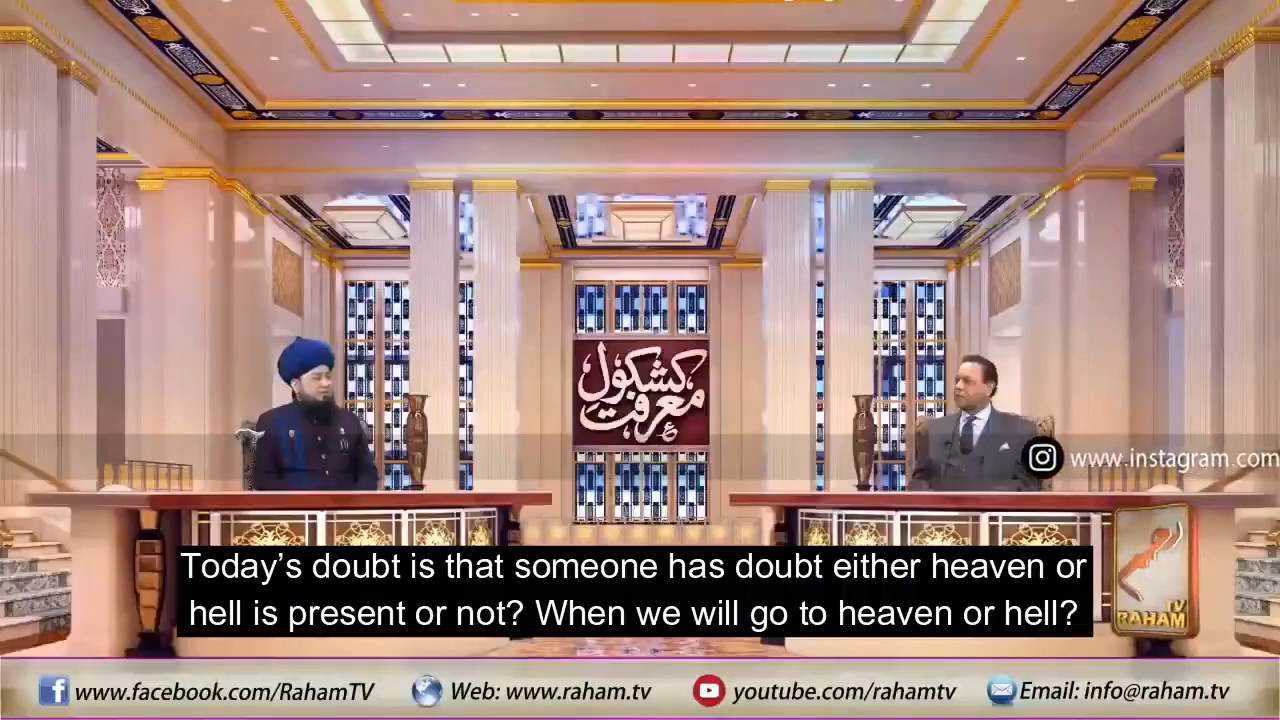 کشکولِ
معرفت
www.instagram.com
Today’s doubt is that someone has doubt either heaven or
hell is present or not? When we will go to heaven or hell?
TV
RAHAM
www.facebook.com/RahamTV
Web: www.raham.tv
youtube.com/rahamtv
Email: info@raham.tv